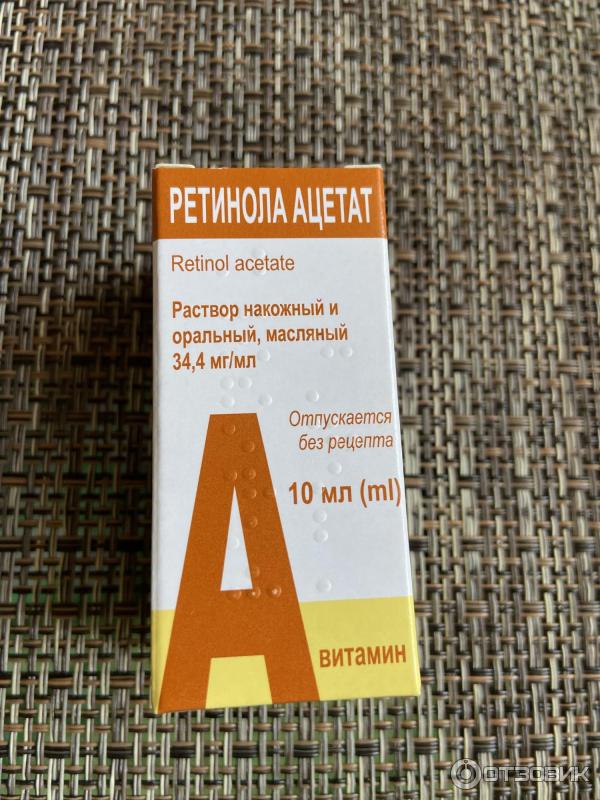 РЕТИНОЛА АЦЕТАТ
Retinol acetate
Раствор накожный и
оральный, масляный
34,4 мг/мл
Отпускается
без рецепта
10 мл (ml)
А
витамин
ОТЗОВИК